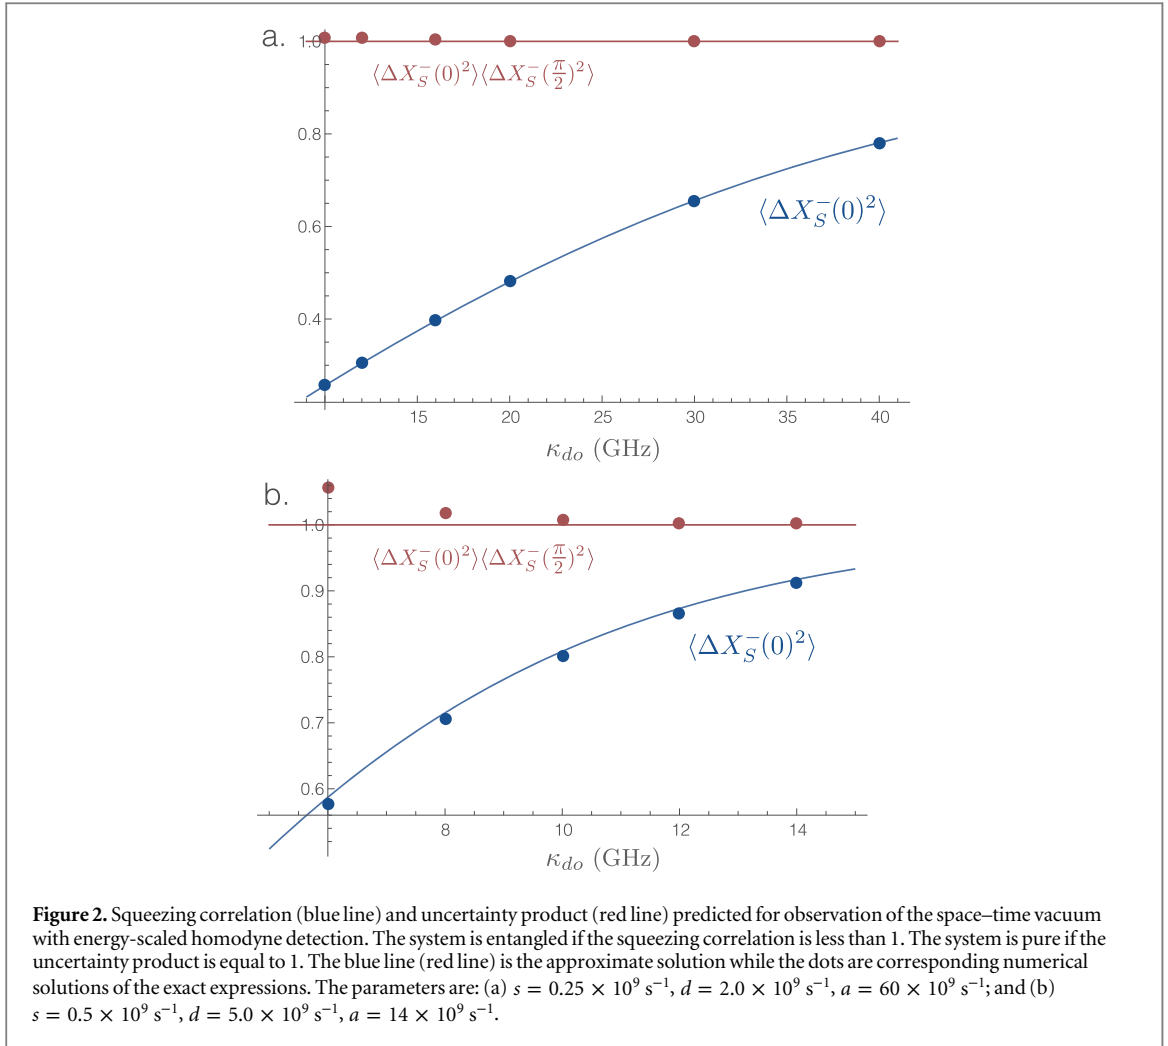 a.
1.0
⟨ΔX_S^−(0)^2⟩⟨ΔX_S^−(π/2)^2⟩
0.8
⟨ΔX_S^−(0)^2⟩
0.6
0.4
15 20 25 30 35 40
κ_do (GHz)
b.
1.0
⟨ΔX_S^−(0)^2⟩⟨ΔX_S^−(π/2)^2⟩
0.9
⟨ΔX_S^−(0)^2⟩
0.8
0.7
0.6
8 10 12 14
κ_do (GHz)
Figure 2. Squeezing correlation (blue line) and uncertainty product (red line) predicted for observation of the space–time vacuum
with energy-scaled homodyne detection. The system is entangled if the squeezing correlation is less than 1. The system is pure if the
uncertainty product is equal to 1. The blue line (red line) is the approximate solution while the dots are corresponding numerical
solutions of the exact expressions. The parameters are: (a) s = 0.25 × 10^9 s^−1, d = 2.0 × 10^9 s^−1, a = 60 × 10^9 s^−1; and (b)
s = 0.5 × 10^9 s^−1, d = 5.0 × 10^9 s^−1, a = 14 × 10^9 s^−1.